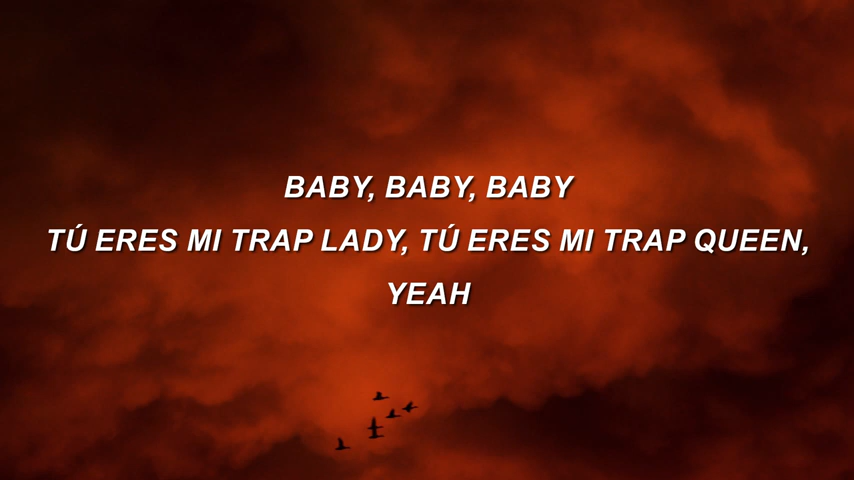 BABY, BABY, BABY
TÚ ERES MI TRAP LADY, TÚ ERES MI TRAP QUEEN,
YEAH